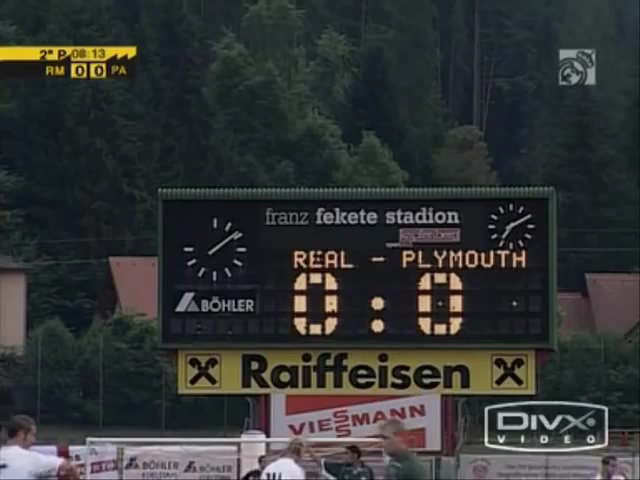 2ª P 08:13
RM 0 0 PA
franz fekete stadion
REAL - PLYMOUTH
0 : 0
BÖHLER
Raiffeisen
VIESSMANN
DIVX
VIDEO
BÖHLER BÖHLER